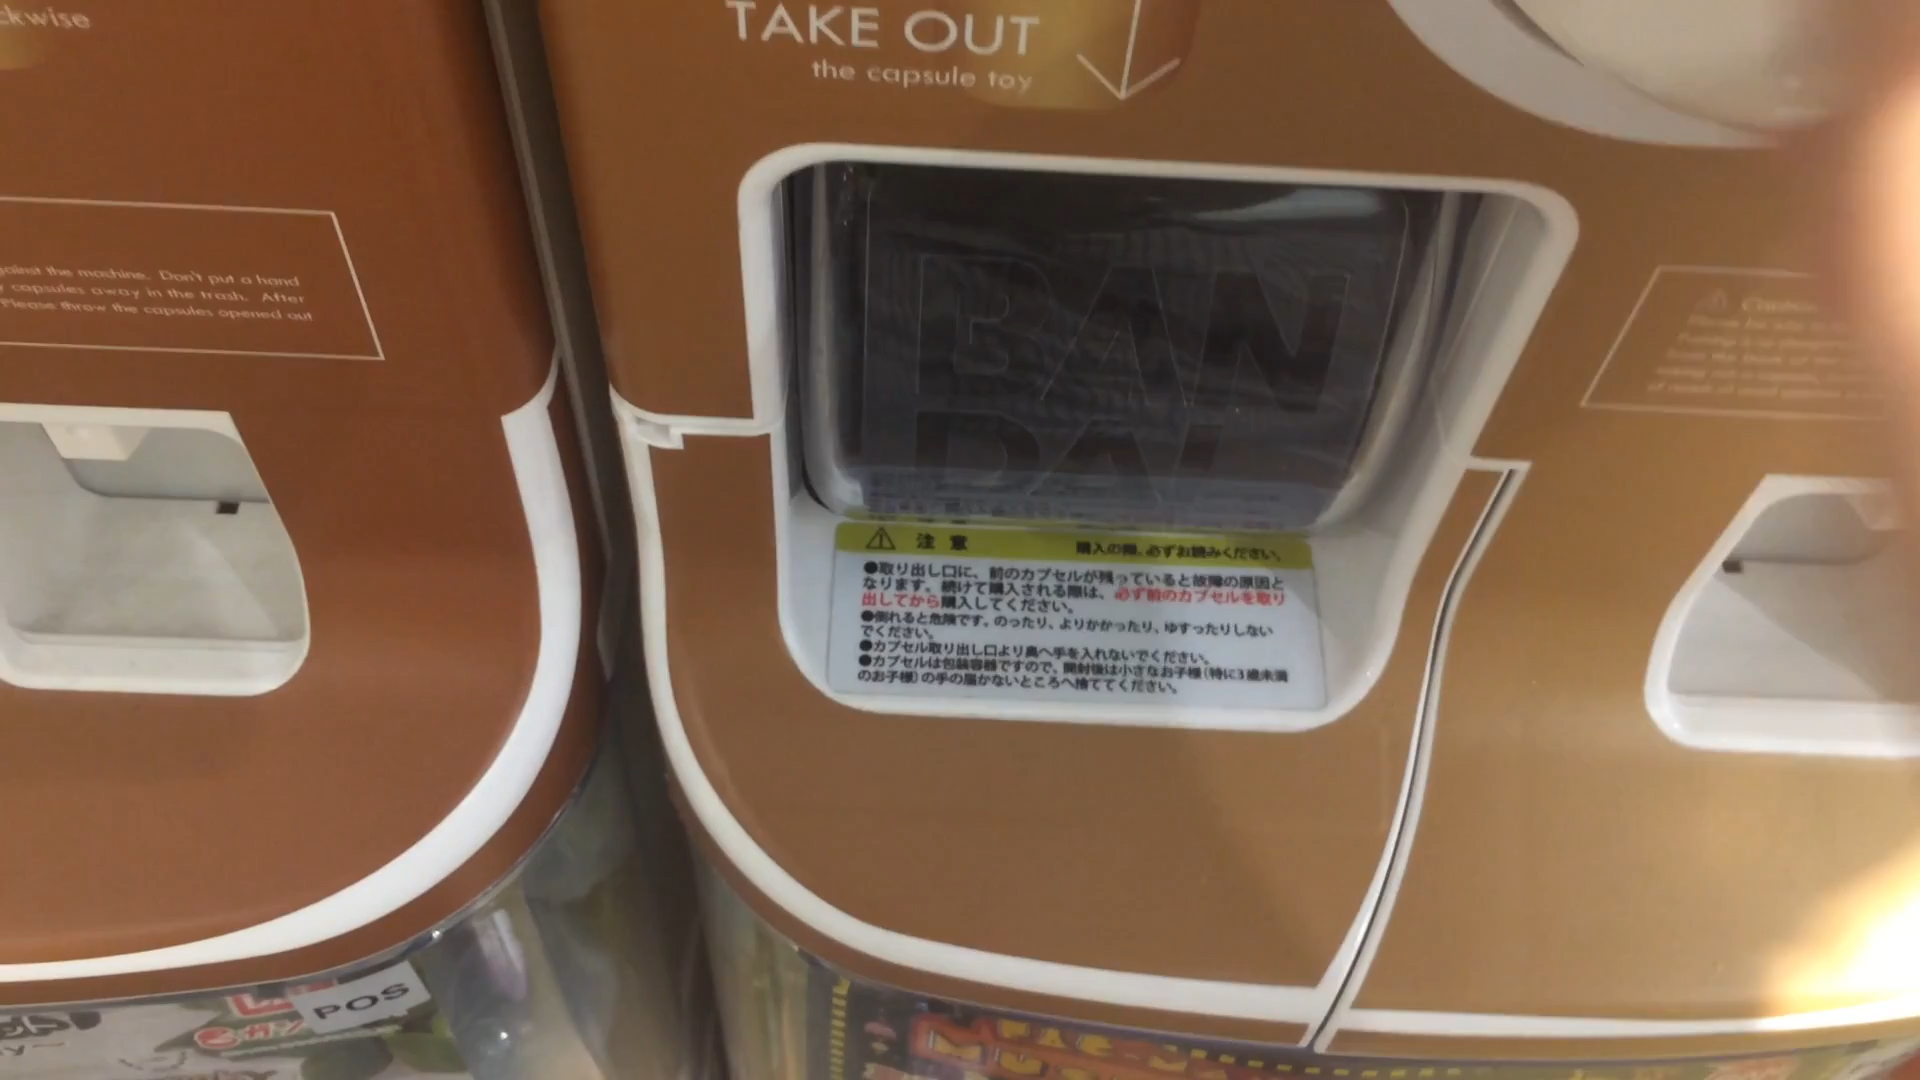 ckwise
TAKE OUT
the capsule toy
against the machine. Don't put a hand
capsules away in the trash. After
Please throw the capsules opened out
BAN
DAI
Caution
注意 購入の際、必ずお読みください。
●取り出し口に、前のカプセルが残っていると故障の原因と
なります。続けて購入される際は、必ず前のカプセルを取り
出してから購入してください。
●倒れると危険です。のったり、よりかかったり、ゆすったりしない
でください。
●カプセル取り出し口より奥へ手を入れないでください。
●カプセルは包装容器ですので、開封後は小さなお子様(特に3歳未満
のお子様)の手の届かないところへ捨ててください。
POS